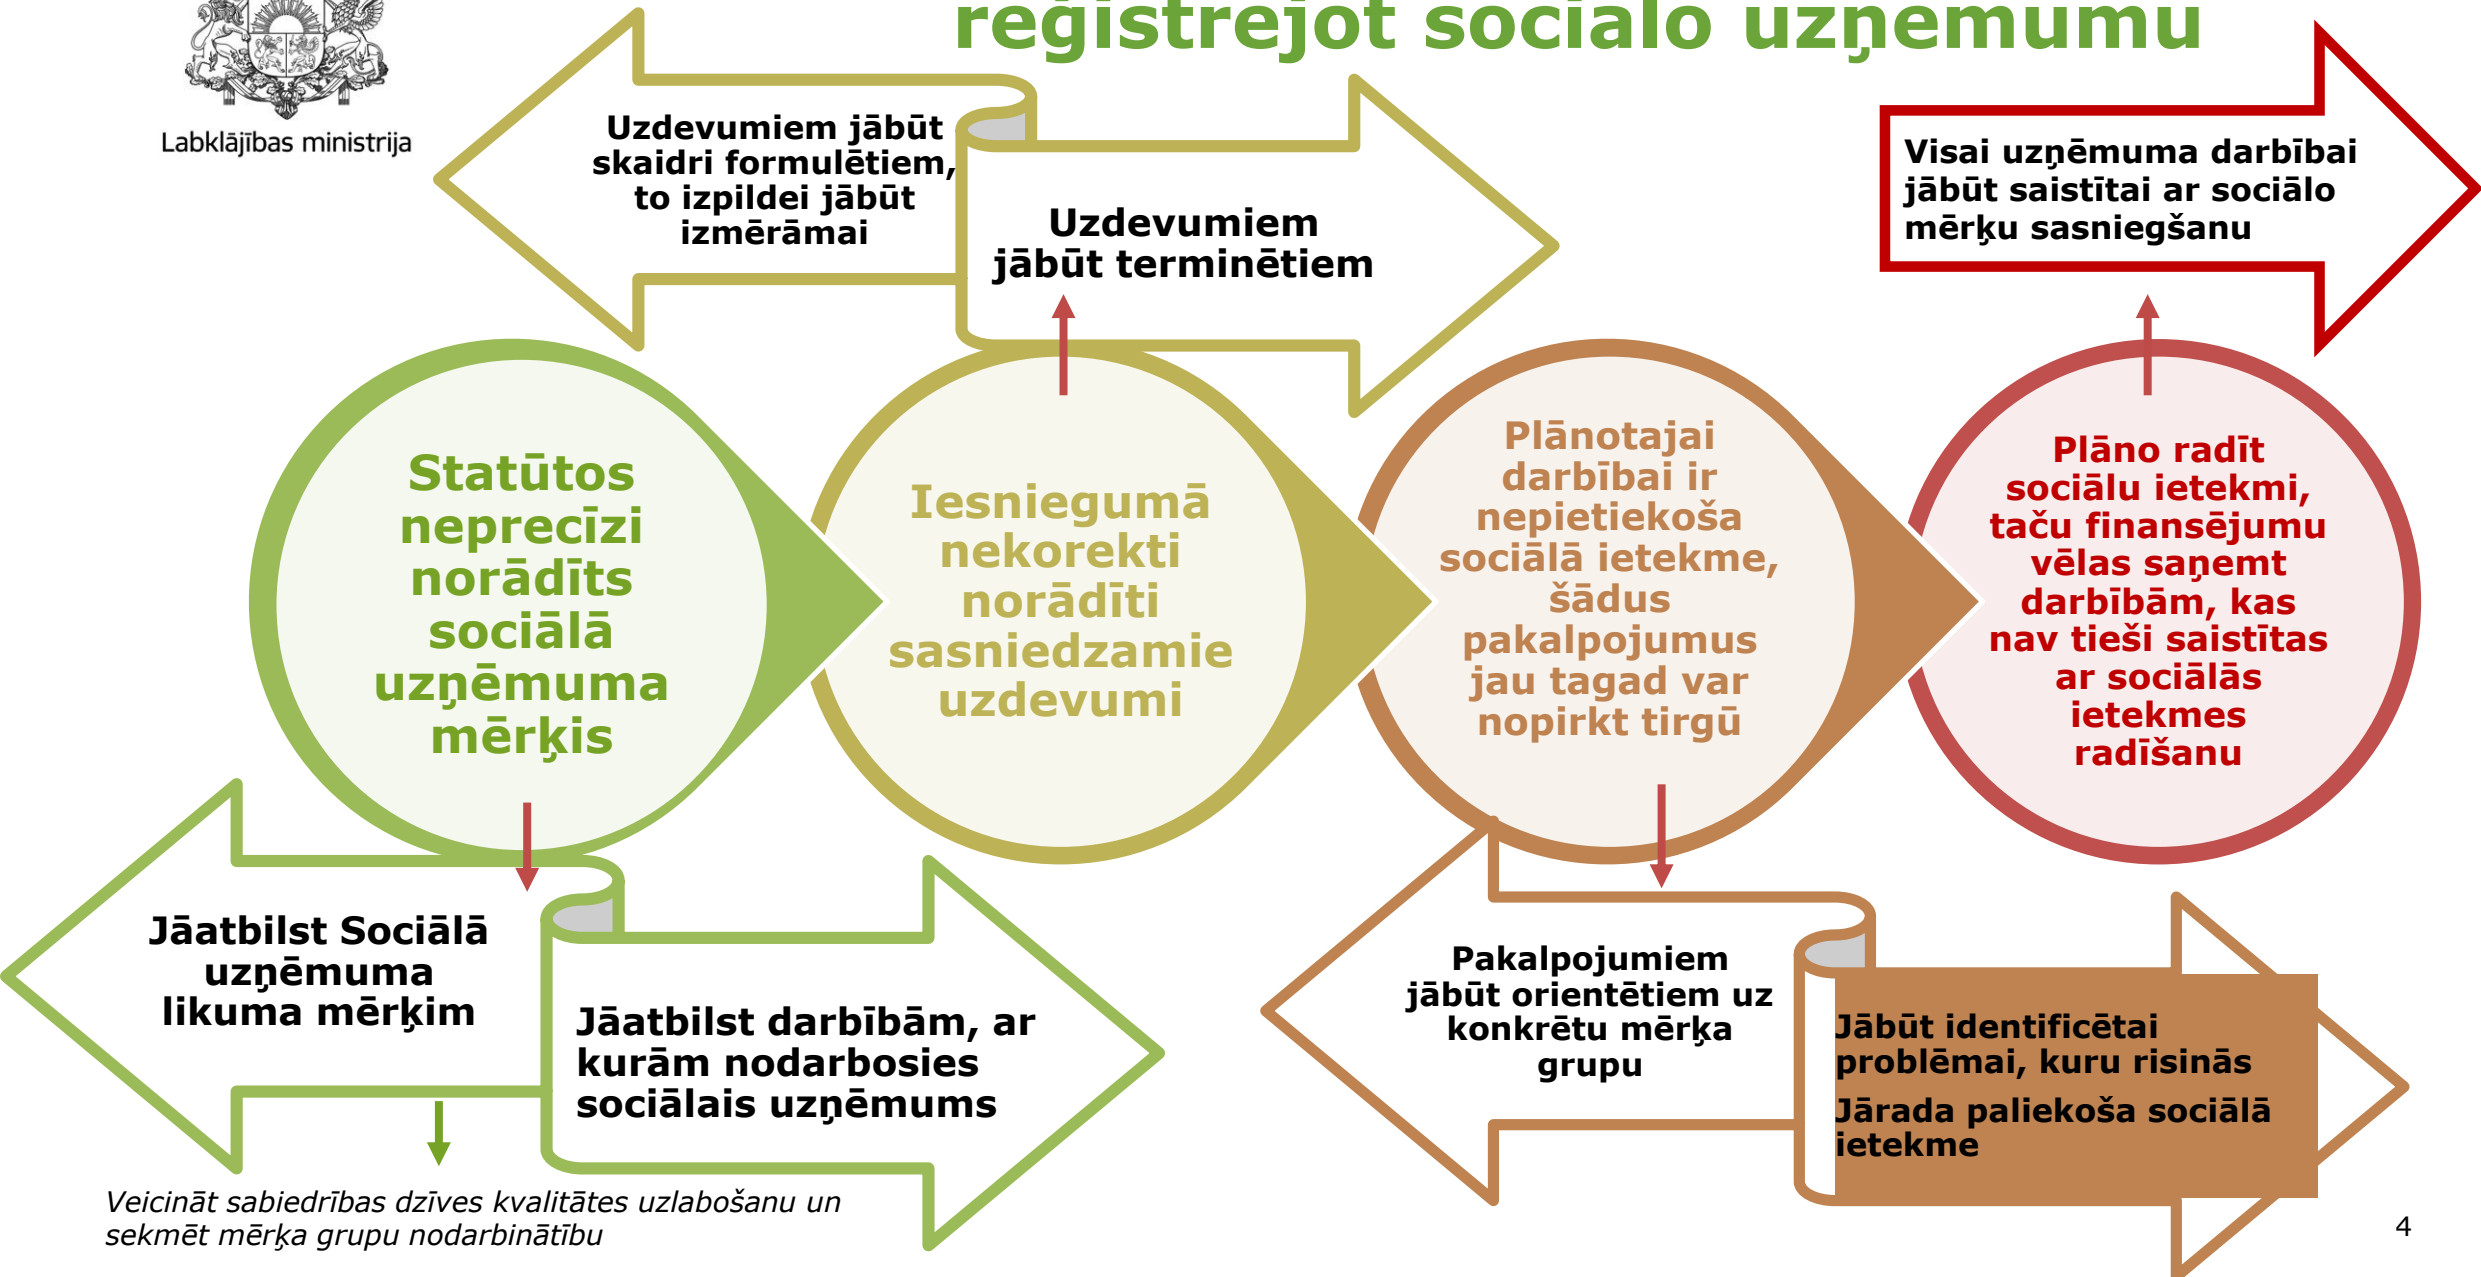 reģistrējot sociālo uzņēmumu
Labklājības ministrija
Uzdevumiem jābūt
skaidri formulētiem,
to izpildei jābūt
izmērāmai
Uzdevumiem
jābūt terminētiem
Visai uzņēmuma darbībai
jābūt saistītai ar sociālo
mērķu sasniegšanu
Statūtos
neprecīzi
norādīts
sociālā
uzņēmuma
mērķis
Iesniegumā
nekorekti
norādīti
sasniedzamie
uzdevumi
Plānotajai
darbībai ir
nepietiekoša
sociālā ietekme,
šādus
pakalpojumus
jau tagad var
nopirkt tirgū
Plāno radīt
sociālu ietekmi,
taču finansējumu
vēlas saņemt
darbībām, kas
nav tieši saistītas
ar sociālās
ietekmes
radīšanu
Jāatbilst Sociālā
uzņēmuma
likuma mērķim
Jāatbilst darbībām, ar
kurām nodarbosies
sociālais uzņēmums
Pakalpojumiem
jābūt orientētiem uz
konkrētu mērķa
grupu
Jābūt identificētai
problēmai, kuru risinās
Jārada paliekoša sociālā
ietekme
Veicināt sabiedrības dzīves kvalitātes uzlabošanu un
sekmēt mērķa grupu nodarbinātību
4